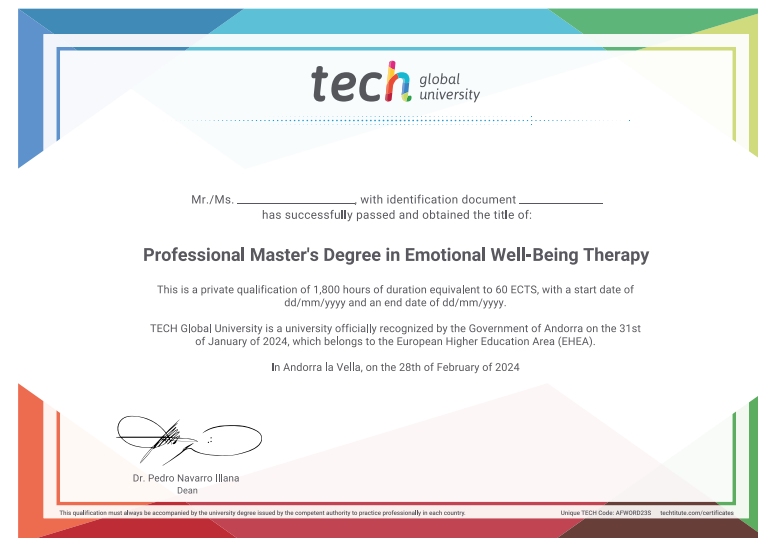 tech global
university
Mr./Ms. ____________, with identification document ____________
has successfully passed and obtained the title of:
Professional Master's Degree in Emotional Well-Being Therapy
This is a private qualification of 1,800 hours of duration equivalent to 60 ECTS, with a start date of
dd/mm/yyyy and an end date of dd/mm/yyyy.
TECH Global University is a university officially recognized by the Government of Andorra on the 31st
of January of 2024, which belongs to the European Higher Education Area (EHEA).
In Andorra la Vella, on the 28th of February of 2024
Dr. Pedro Navarro Illana
Dean
This qualification must always be accompanied by the university degree issued by the competent authority to practice professionally in each country. Unique TECH Code: AFWORD23S techtitute.com/certificates